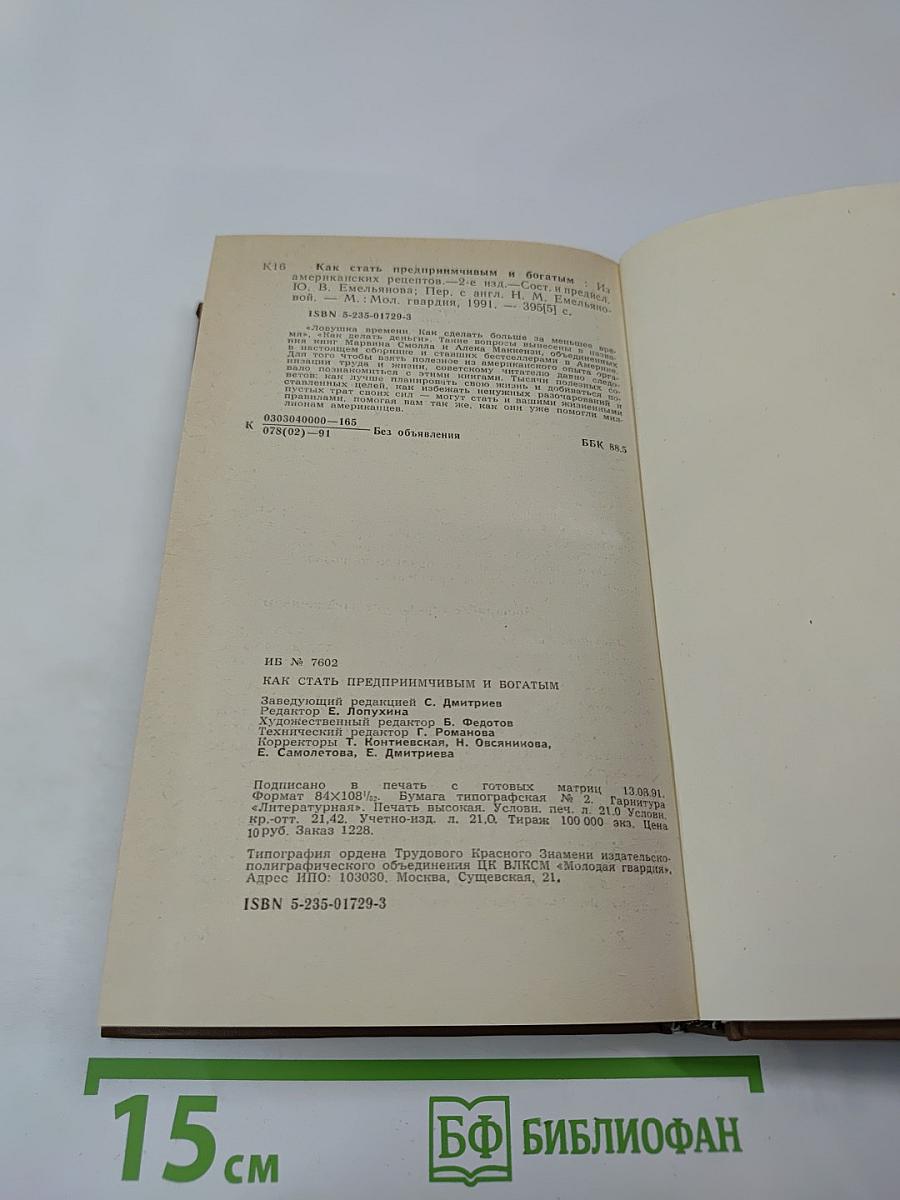 К16 Как стать предприимчивым и богатым : Из
американских рецептов.—2-е изд.—Сост. и предисл.
Ю. В. Емельянова; Пер. с англ. Н. М. Емельяно-
вой. — М. : Мол. гвардия, 1991. — 395[5] с.
ISBN 5-235-01729-3
«Ловушка времени. Как сделать больше за меньшее вре-
мя», «Как делать деньги». Такие вопросы вынесены в назва-
ния книг Марвина Смолла и Алека Маккензи, объединенных
в настоящем сборнике и ставших бестселлерами в Америке.
Для того чтобы взять полезное из американского опыта орга-
низации труда и жизни, советскому читателю давно следо-
вало познакомиться с этими книгами. Тысячи полезных со-
ветов: как лучше планировать свою жизнь и добиваться по-
ставленных целей, как избежать ненужных разочарований и
пустых трат своих сил — могут стать и вашими жизненными
правилами, помогая вам так же, как они уже помогли мил-
лионам американцев.
К 0303040000—165
078(02)—91 Без объявления
ББК 88.5
ИБ № 7602
КАК СТАТЬ ПРЕДПРИИМЧИВЫМ И БОГАТЫМ
Заведующий редакцией С. Дмитриев
Редактор Е. Лопухина
Художественный редактор Б. Федотов
Технический редактор Г. Романова
Корректоры Т. Контиевская, Н. Овсяникова,
Е. Самолетова, Е. Дмитриева
Подписано в печать с готовых матриц 13.08.91.
Формат 84×108¹/₃₂. Бумага типографская № 2. Гарнитура
«Литературная». Печать высокая. Условн. печ. л. 21.0 Условн.
кр.-отт. 21,42. Учетно-изд. л. 21,0. Тираж 100 000 экз. Цена
10 руб. Заказ 1228.
Типография ордена Трудового Красного Знамени издательско-
полиграфического объединения ЦК ВЛКСМ «Молодая гвардия».
Адрес ИПО: 103030. Москва, Сущевская, 21.
ISBN 5-235-01729-3
15 см
БФ БИБЛИОФАН